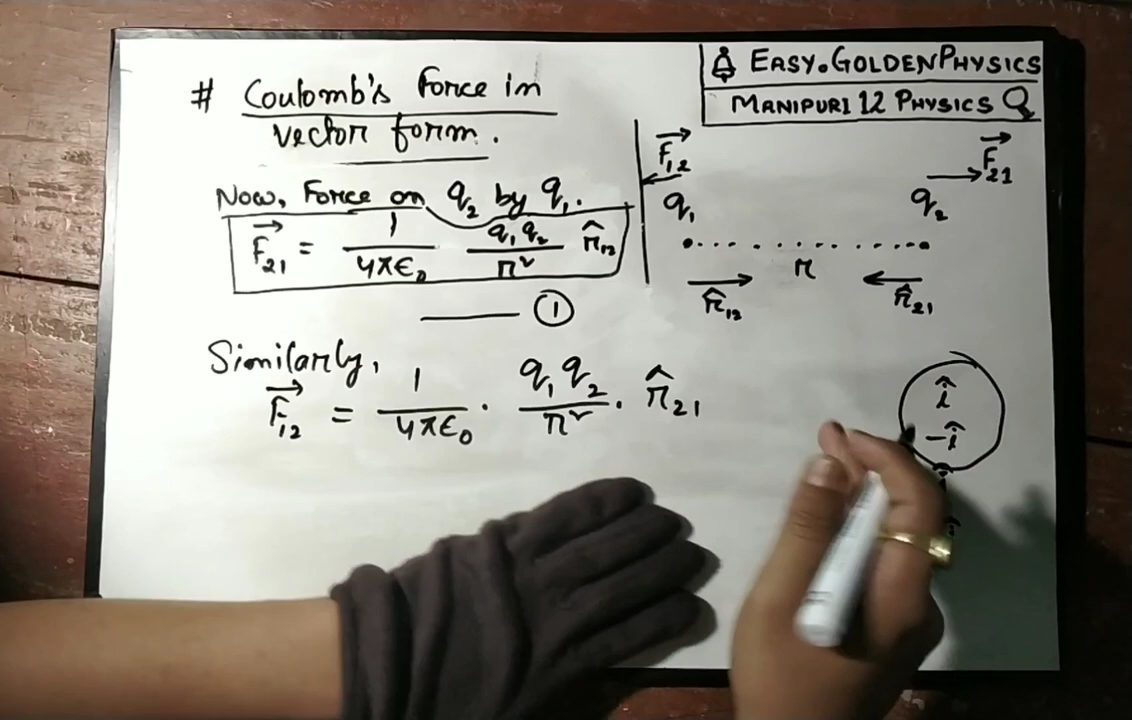 # Coulomb's Force in
vector form.
EASY.GOLDENPHYSICS
MANIPURI 12 PHYSICS
Now, Force on q₂ by q₁.
F⃗₂₁ = 1/4πε₀ q₁q₂/r² r̂₁₂
① 
F⃗₁₂ F⃗₂₁
q₁ q₂
r
r̂₁₂ r̂₂₁
Similarly,
F⃗₁₂ = 1/4πε₀ . q₁q₂/r² . r̂₂₁
î
-î